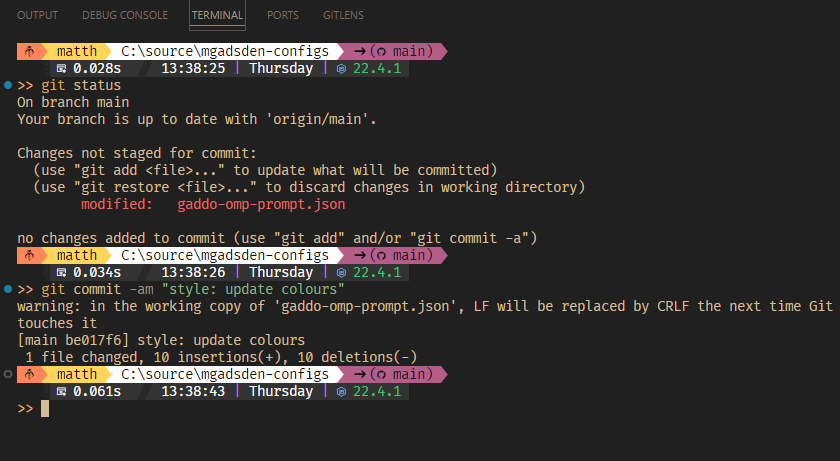 OUTPUT DEBUG CONSOLE TERMINAL PORTS GITLENS
matth C:\source\mgadsden-configs →( main)
0.028s 13:38:25 | Thursday | 22.4.1
>> git status
On branch main
Your branch is up to date with 'origin/main'.
Changes not staged for commit:
(use "git add <file>..." to update what will be committed)
(use "git restore <file>..." to discard changes in working directory)
modified: gaddo-omp-prompt.json
no changes added to commit (use "git add" and/or "git commit -a")
matth C:\source\mgadsden-configs →( main)
0.034s 13:38:26 | Thursday | 22.4.1
>> git commit -am "style: update colours"
warning: in the working copy of 'gaddo-omp-prompt.json', LF will be replaced by CRLF the next time Git
touches it
[main be017f6] style: update colours
1 file changed, 10 insertions(+), 10 deletions(-)
matth C:\source\mgadsden-configs →( main)
0.061s 13:38:43 | Thursday | 22.4.1
>>